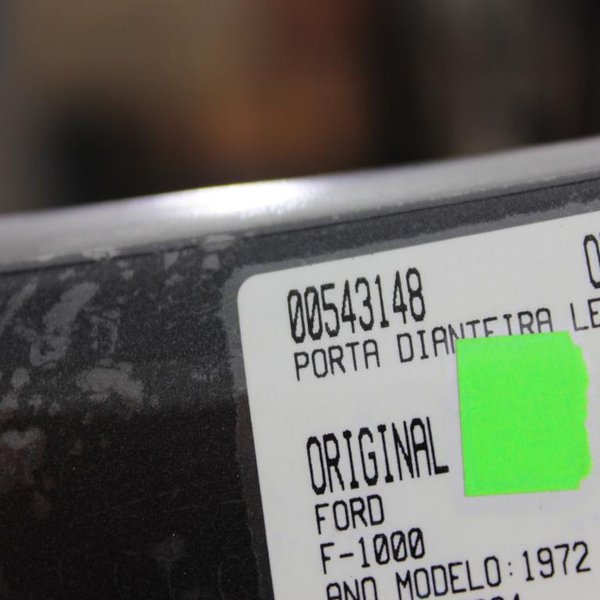 00543148
PORTA DIANTEIRA LE
ORIGINAL
FORD
F-1000
ANO MODELO:1972